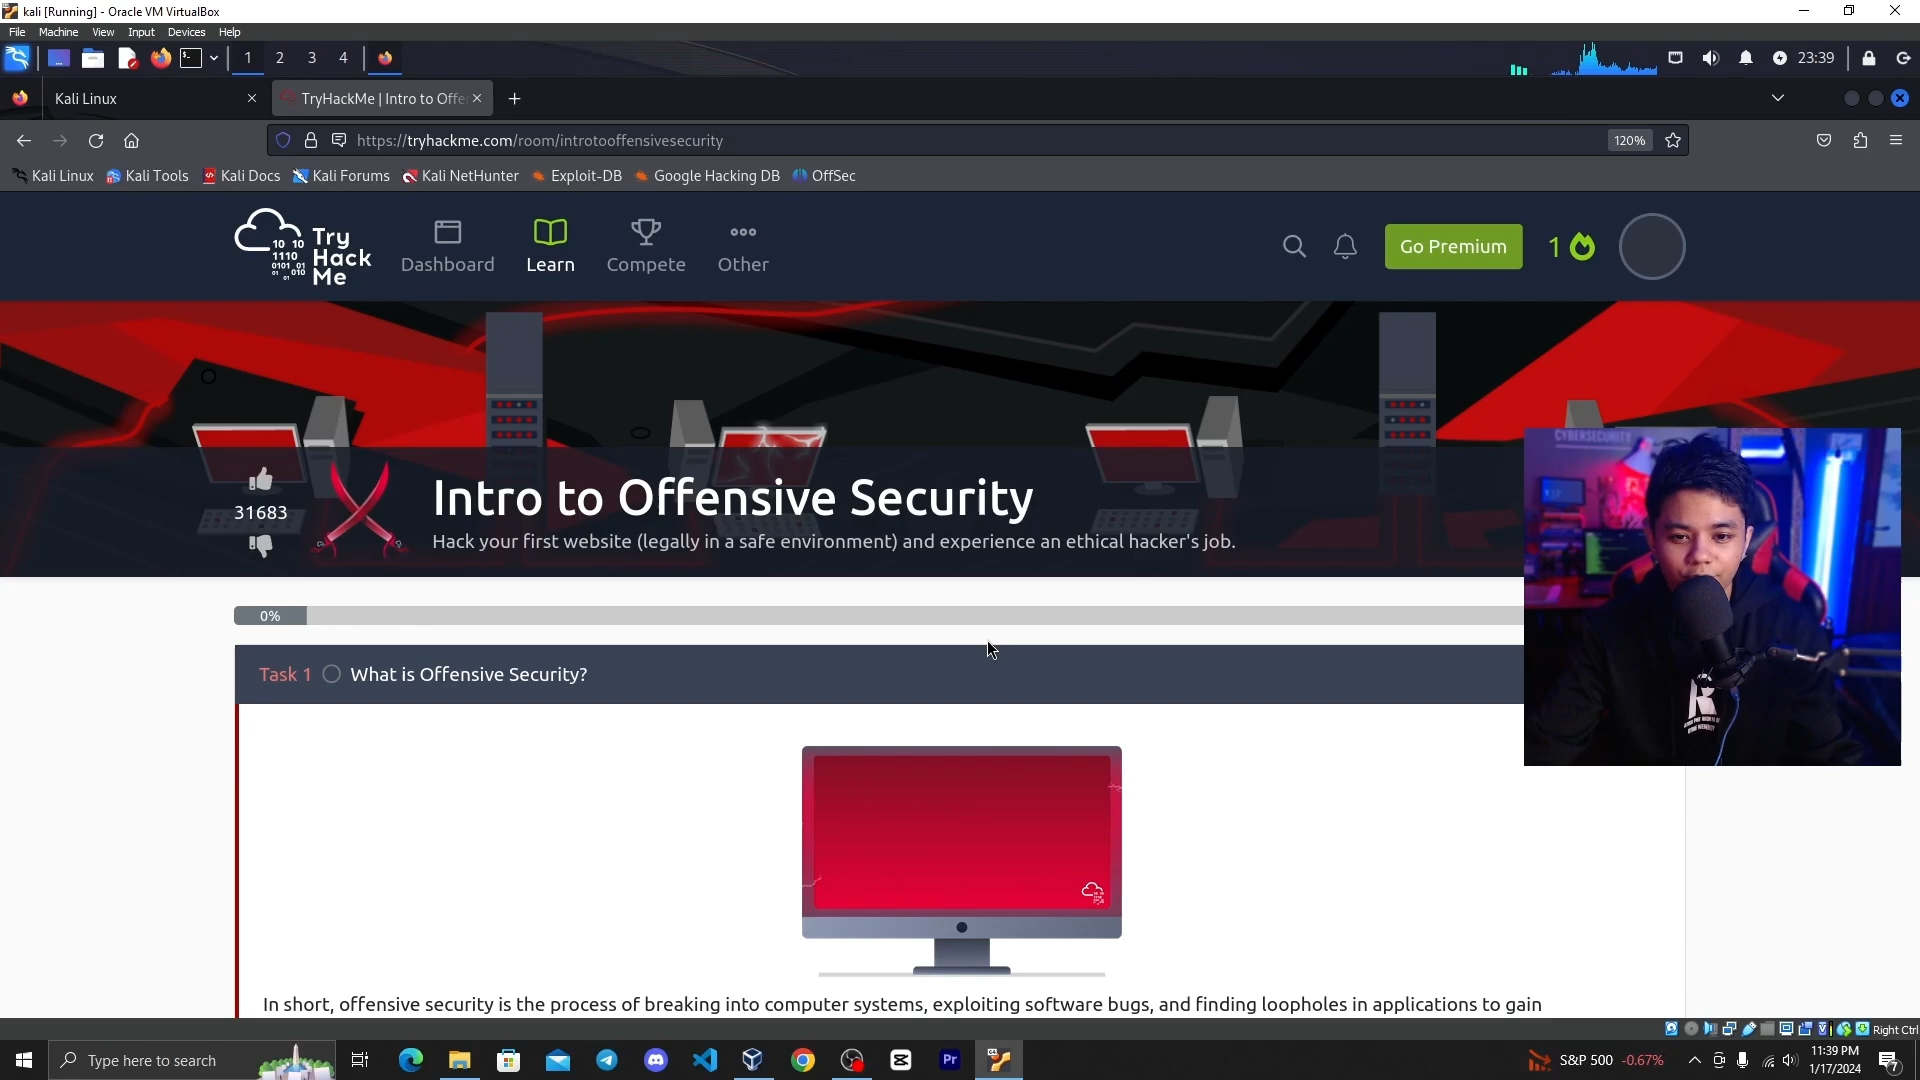 kali [Running] - Oracle VM VirtualBox
File Machine View Input Devices Help
1 2 3 4 23:39
Kali Linux TryHackMe | Intro to Offe
https://tryhackme.com/room/introtooffensivesecurity 120%
Kali Linux Kali Tools Kali Docs Kali Forums Kali NetHunter Exploit-DB Google Hacking DB OffSec
Try
Hack
Me
Dashboard Learn Compete Other Go Premium 1
CYBERSECURITY
Intro to Offensive Security
31683
Hack your first website (legally in a safe environment) and experience an ethical hacker's job.
0%
Task 1 What is Offensive Security?
In short, offensive security is the process of breaking into computer systems, exploiting software bugs, and finding loopholes in applications to gain
Right Ctrl
Type here to search
Pr
S&P 500 -0.67%
11:39 PM
1/17/2024
7